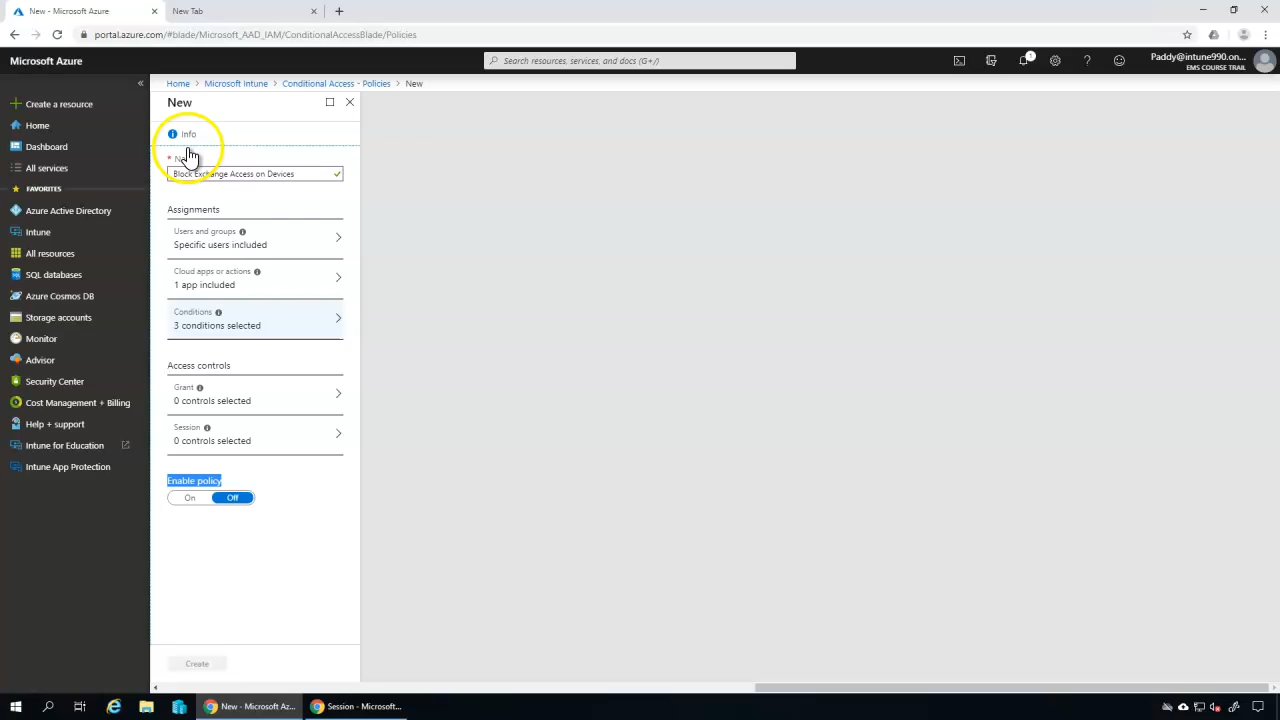 New - Microsoft Azure
New Tab
portal.azure.com/#blade/Microsoft_AAD_IAM/ConditionalAccessBlade/Policies
Microsoft Azure
Search resources, services, and docs (G+/)
1
Paddy@intune990.on...
EMS COURSE TRAIL
Home > Microsoft Intune > Conditional Access - Policies > New
Create a resource
Home
Dashboard
All services
FAVORITES
Azure Active Directory
Intune
All resources
SQL databases
Azure Cosmos DB
Storage accounts
Monitor
Advisor
Security Center
Cost Management + Billing
Help + support
Intune for Education
Intune App Protection
New
Info
Block Exchange Access on Devices
Assignments
Users and groups
Specific users included
Cloud apps or actions
1 app included
Conditions
3 conditions selected
Access controls
Grant
0 controls selected
Session
0 controls selected
Enable policy
On Off
Create
New - Microsoft Az...
Session - Microsoft...